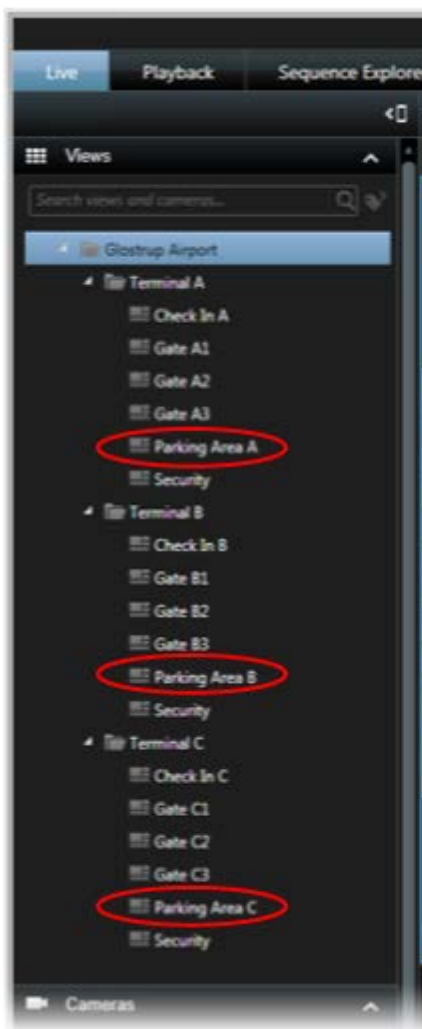 Live Playback Sequence Explore
Views
Search views and cameras...
Glostrup Airport
Terminal A
Check In A
Gate A1
Gate A2
Gate A3
Parking Area A
Security
Terminal B
Check In B
Gate B1
Gate B2
Gate B3
Parking Area B
Security
Terminal C
Check In C
Gate C1
Gate C2
Gate C3
Parking Area C
Security
Cameras